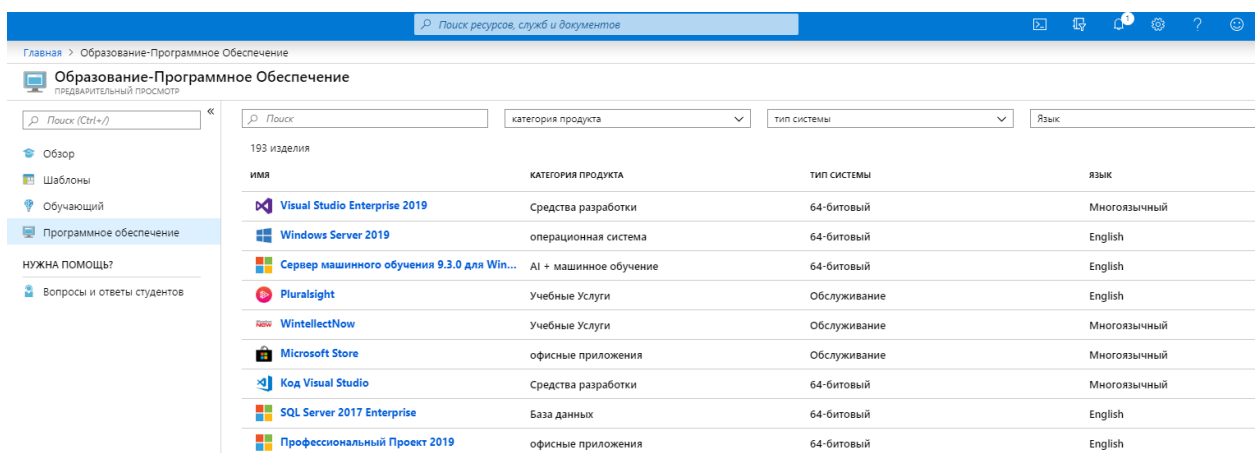 Поиск ресурсов, служб и документов
1
Главная > Образование-Программное Обеспечение
Образование-Программное Обеспечение
ПРЕДВАРИТЕЛЬНЫЙ ПРОСМОТР
Поиск (Ctrl+/)
«
Обзор
Шаблоны
Обучающий
Программное обеспечение
НУЖНА ПОМОЩЬ?
Вопросы и ответы студентов
Поиск категория продукта тип системы Язык
193 изделия
ИМЯ КАТЕГОРИЯ ПРОДУКТА ТИП СИСТЕМЫ ЯЗЫК
Visual Studio Enterprise 2019 Средства разработки 64-битовый Многоязычный
Windows Server 2019 операционная система 64-битовый English
Сервер машинного обучения 9.3.0 для Win... AI + машинное обучение 64-битовый English
Pluralsight Учебные Услуги Обслуживание English
WintellectNow Учебные Услуги Обслуживание Многоязычный
Microsoft Store офисные приложения Обслуживание Многоязычный
Код Visual Studio Средства разработки 64-битовый Многоязычный
SQL Server 2017 Enterprise База данных 64-битовый English
Профессиональный Проект 2019 офисные приложения 64-битовый English